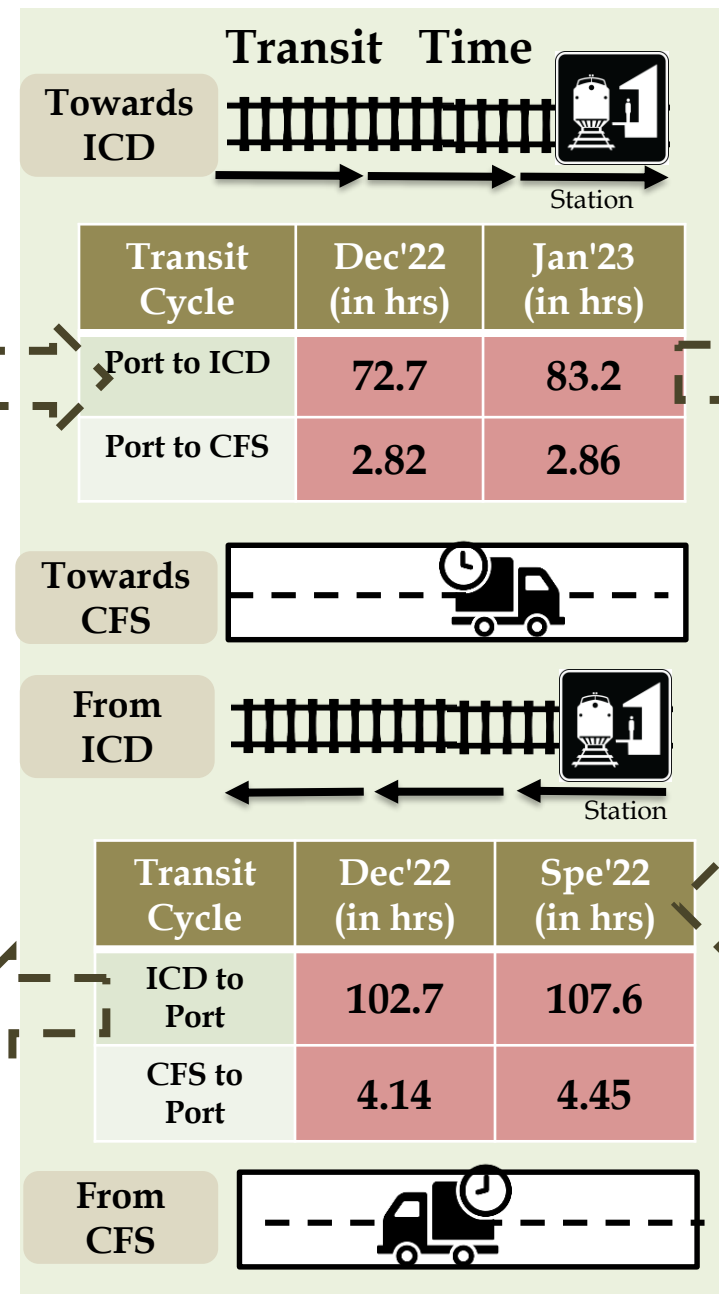 Transit Time
Towards
ICD
Station
Transit
Cycle
Dec'22
(in hrs)
Jan'23
(in hrs)
Port to ICD
72.7
83.2
Port to CFS
2.82
2.86
Towards
CFS
From
ICD
Station
Transit
Cycle
Dec'22
(in hrs)
Spe'22
(in hrs)
ICD to
Port
102.7
107.6
CFS to
Port
4.14
4.45
From
CFS